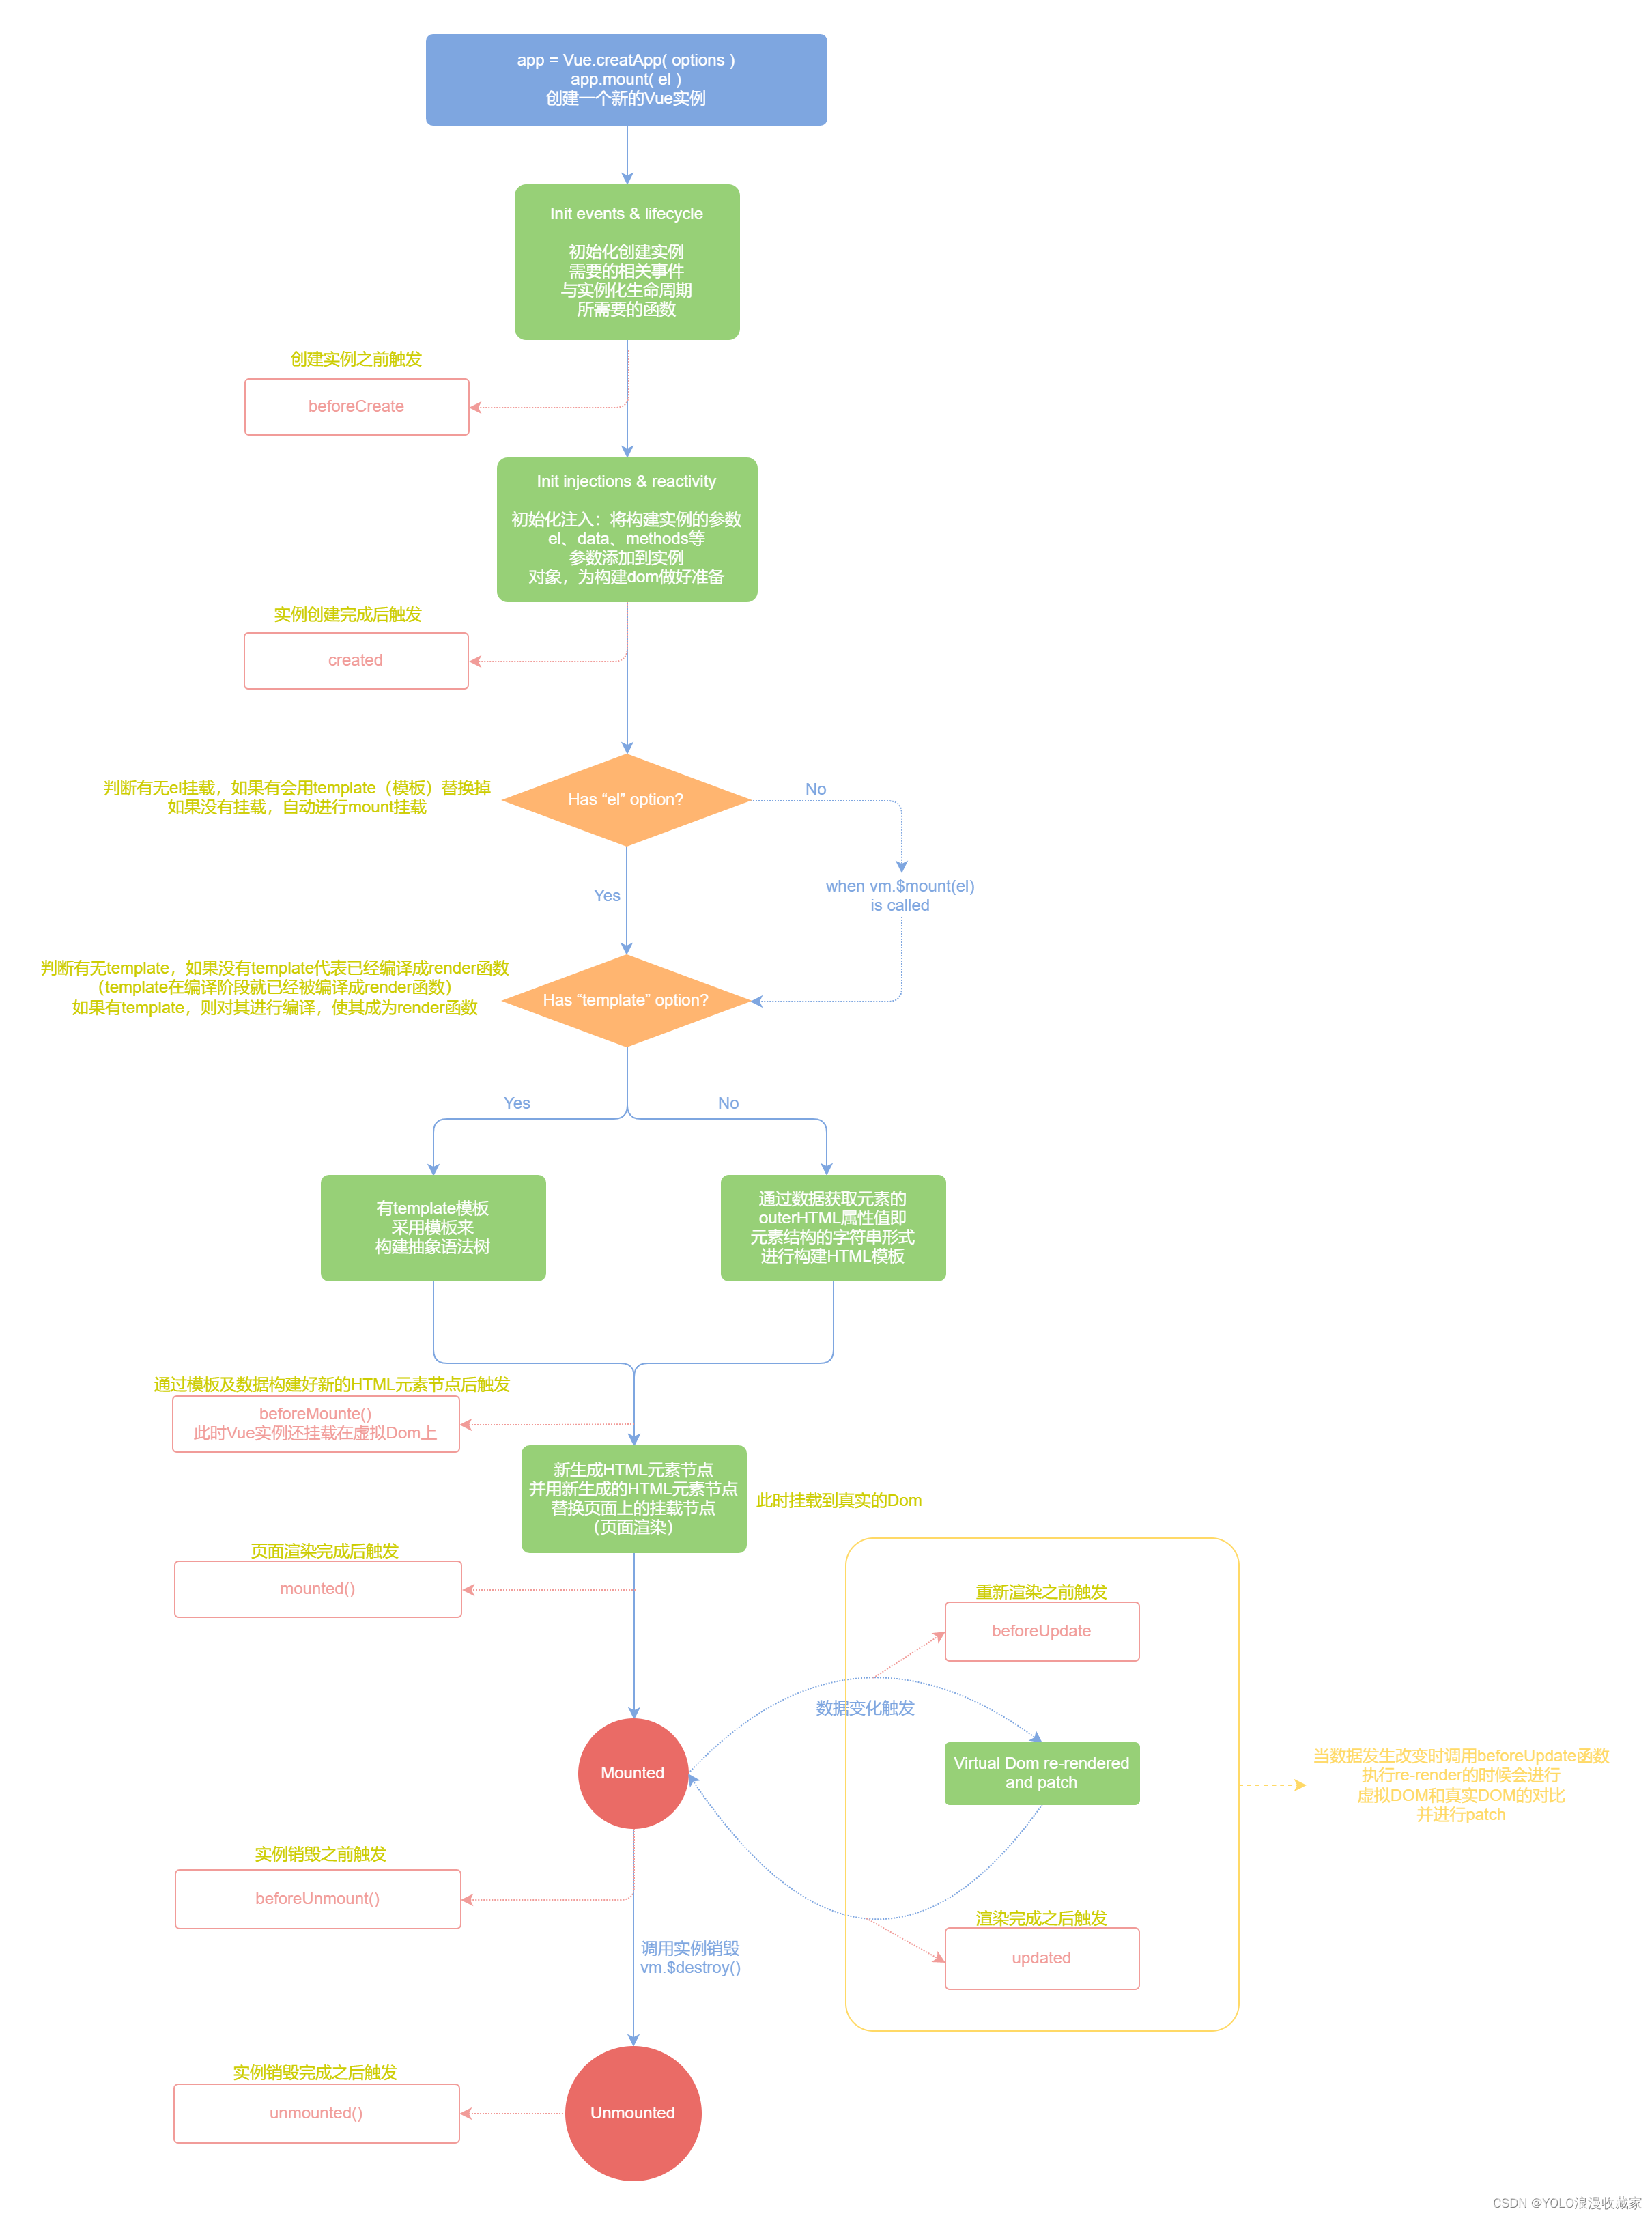 app = Vue.creatApp( options )
app.mount( el )
创建一个新的Vue实例
Init events & lifecycle
初始化创建实例
需要的相关事件
与实例化生命周期
所需要的函数
创建实例之前触发
beforeCreate
Init injections & reactivity
初始化注入：将构建实例的参数
el、data、methods等
参数添加到实例
对象，为构建dom做好准备
实例创建完成后触发
created
判断有无el挂载，如果有会用template（模板）替换掉
如果没有挂载，自动进行mount挂载
Has “el” option?
No
Yes
when vm.$mount(el)
is called
判断有无template，如果没有template代表已经编译成render函数
（template在编译阶段就已经被编译成render函数）
如果有template，则对其进行编译，使其成为render函数
Has “template” option?
Yes
No
有template模板
采用模板来
构建抽象语法树
通过数据获取元素的
outerHTML属性值即
元素结构的字符串形式
进行构建HTML模板
通过模板及数据构建好新的HTML元素节点后触发
beforeMounte()
此时Vue实例还挂载在虚拟Dom上
新生成HTML元素节点
并用新生成的HTML元素节点
替换页面上的挂载节点
（页面渲染）
此时挂载到真实的Dom
页面渲染完成后触发
mounted()
重新渲染之前触发
beforeUpdate
数据变化触发
Mounted
Virtual Dom re-rendered
and patch
当数据发生改变时调用beforeUpdate函数
执行re-render的时候会进行
虚拟DOM和真实DOM的对比
并进行patch
实例销毁之前触发
beforeUnmount()
渲染完成之后触发
updated
调用实例销毁
vm.$destroy()
实例销毁完成之后触发
unmounted()
Unmounted
CSDN @YOLO浪漫收藏家